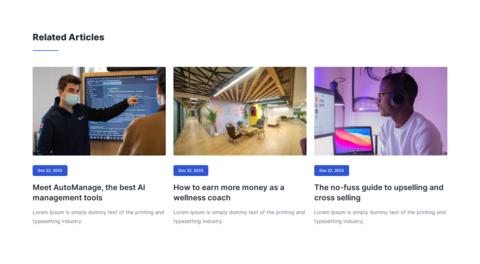 Related Articles
Dec 22, 2023
Dec 22, 2023
Dec 22, 2023
Meet AutoManage, the best AI
management tools
How to earn more money as a
wellness coach
The no-fuss guide to upselling and
cross selling
Lorem Ipsum is simply dummy text of the printing and
typesetting industry.
Lorem Ipsum is simply dummy text of the printing and
typesetting industry.
Lorem Ipsum is simply dummy text of the printing and
typesetting industry.